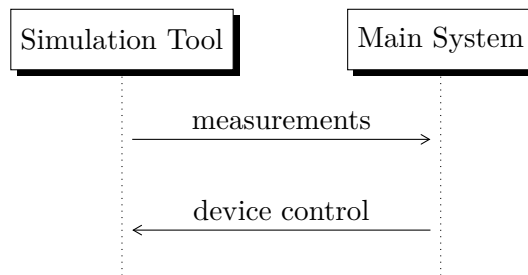 Simulation Tool
Main System
measurements
device control